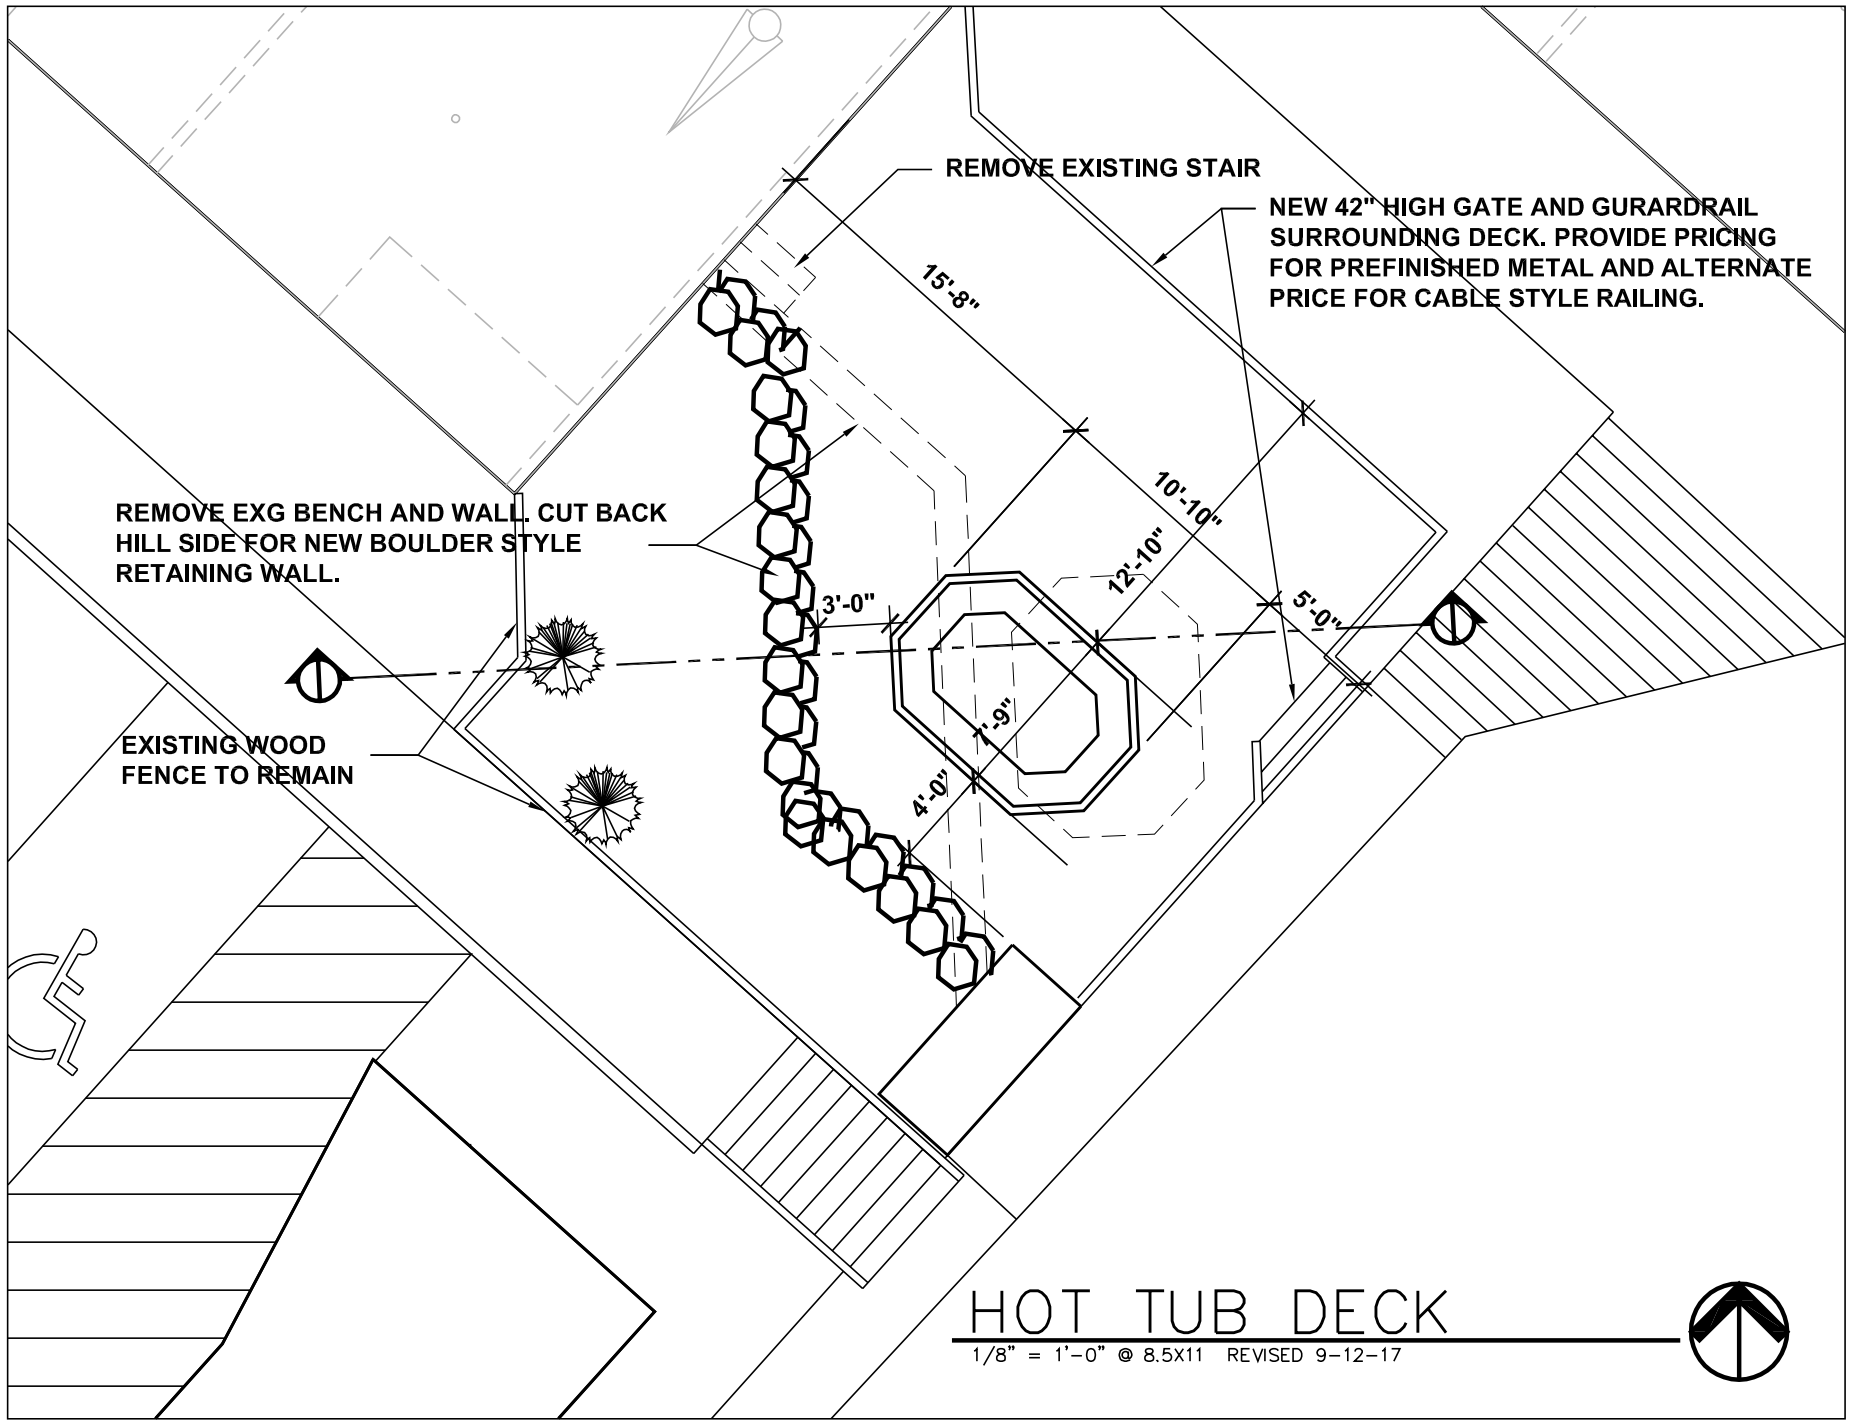 REMOVE EXISTING STAIR
NEW 42" HIGH GATE AND GURARDRAIL
SURROUNDING DECK. PROVIDE PRICING
FOR PREFINISHED METAL AND ALTERNATE
PRICE FOR CABLE STYLE RAILING.
15'-8"
10'-10"
12'-10"
5'-0"
REMOVE EXG BENCH AND WALL. CUT BACK
HILL SIDE FOR NEW BOULDER STYLE
RETAINING WALL.
3'-0"
7'-9"
4'-0"
EXISTING WOOD
FENCE TO REMAIN
HOT TUB DECK
1/8" = 1'-0" @ 8.5X11 REVISED 9-12-17